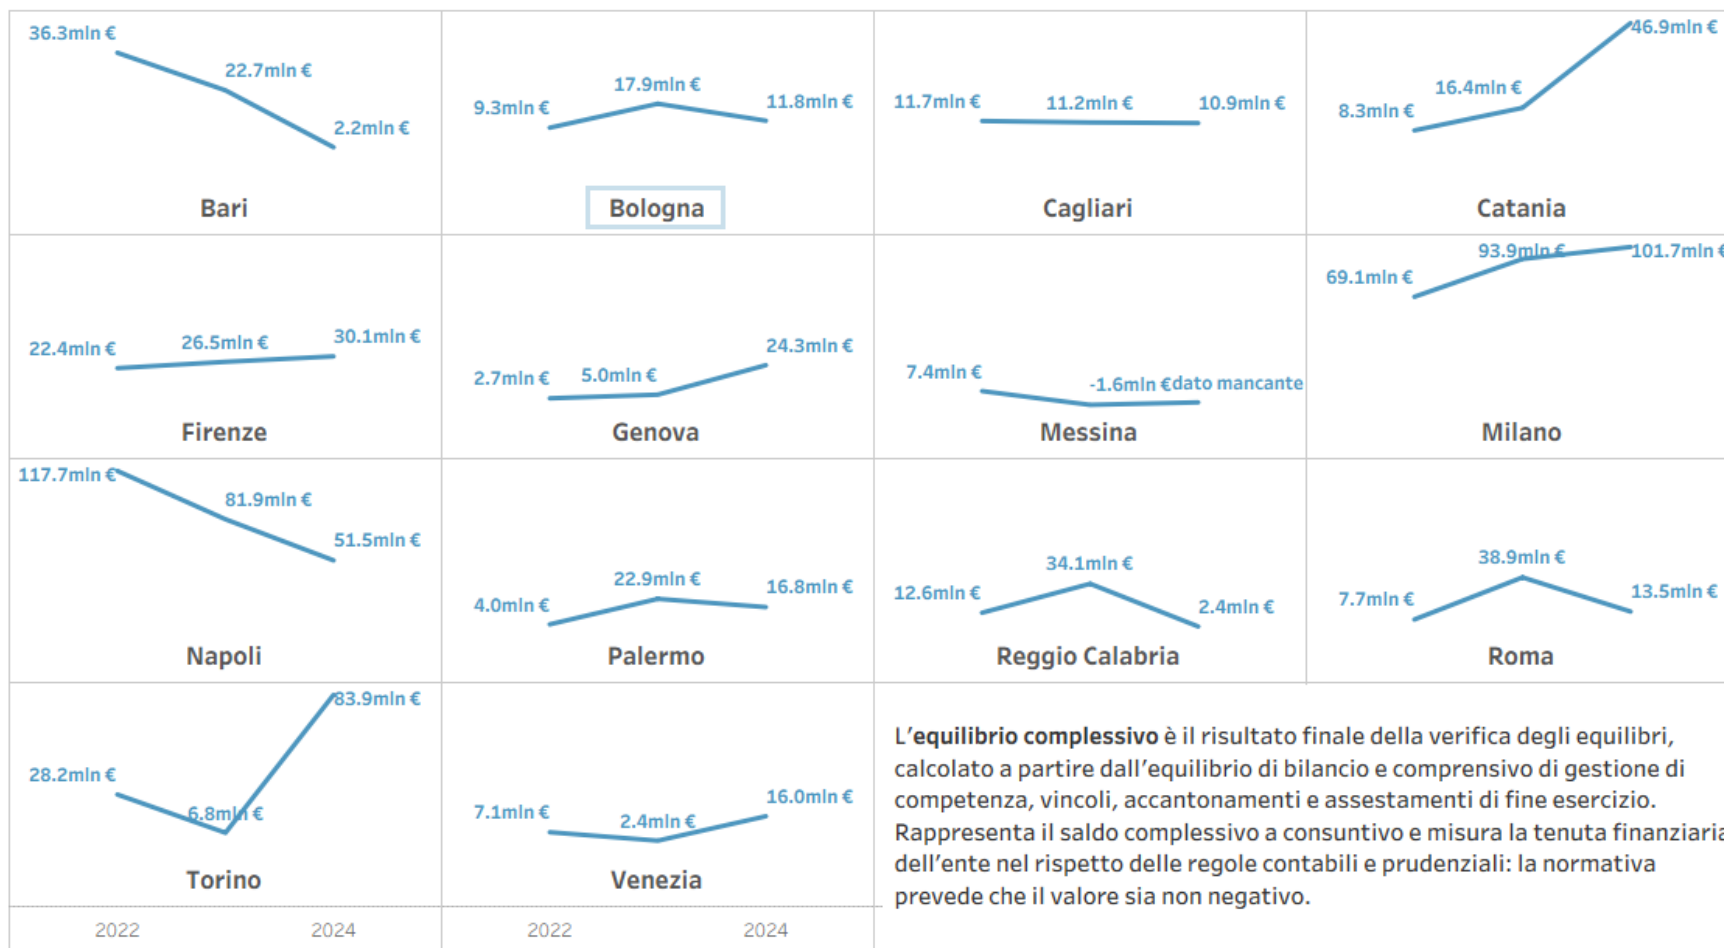 36.3mln €
22.7mln €
2.2mln €
Bari
9.3mln €
17.9mln €
11.8mln €
Bologna
11.7mln €
11.2mln €
10.9mln €
Cagliari
8.3mln €
16.4mln €
46.9mln €
Catania
22.4mln €
26.5mln €
30.1mln €
Firenze
2.7mln €
5.0mln €
24.3mln €
Genova
7.4mln €
-1.6mln €
dato mancante
Messina
69.1mln €
93.9mln €
101.7mln €
Milano
117.7mln €
81.9mln €
51.5mln €
Napoli
4.0mln €
22.9mln €
16.8mln €
Palermo
12.6mln €
34.1mln €
2.4mln €
Reggio Calabria
7.7mln €
38.9mln €
13.5mln €
Roma
28.2mln €
6.8mln €
83.9mln €
Torino
7.1mln €
2.4mln €
16.0mln €
Venezia
L'equilibrio complessivo è il risultato finale della verifica degli equilibri,
calcolato a partire dall'equilibrio di bilancio e comprensivo di gestione di
competenza, vincoli, accantonamenti e assestamenti di fine esercizio.
Rappresenta il saldo complessivo a consuntivo e misura la tenuta finanziaria
dell'ente nel rispetto delle regole contabili e prudenziali: la normativa
prevede che il valore sia non negativo.
2022
2024
2022
2024